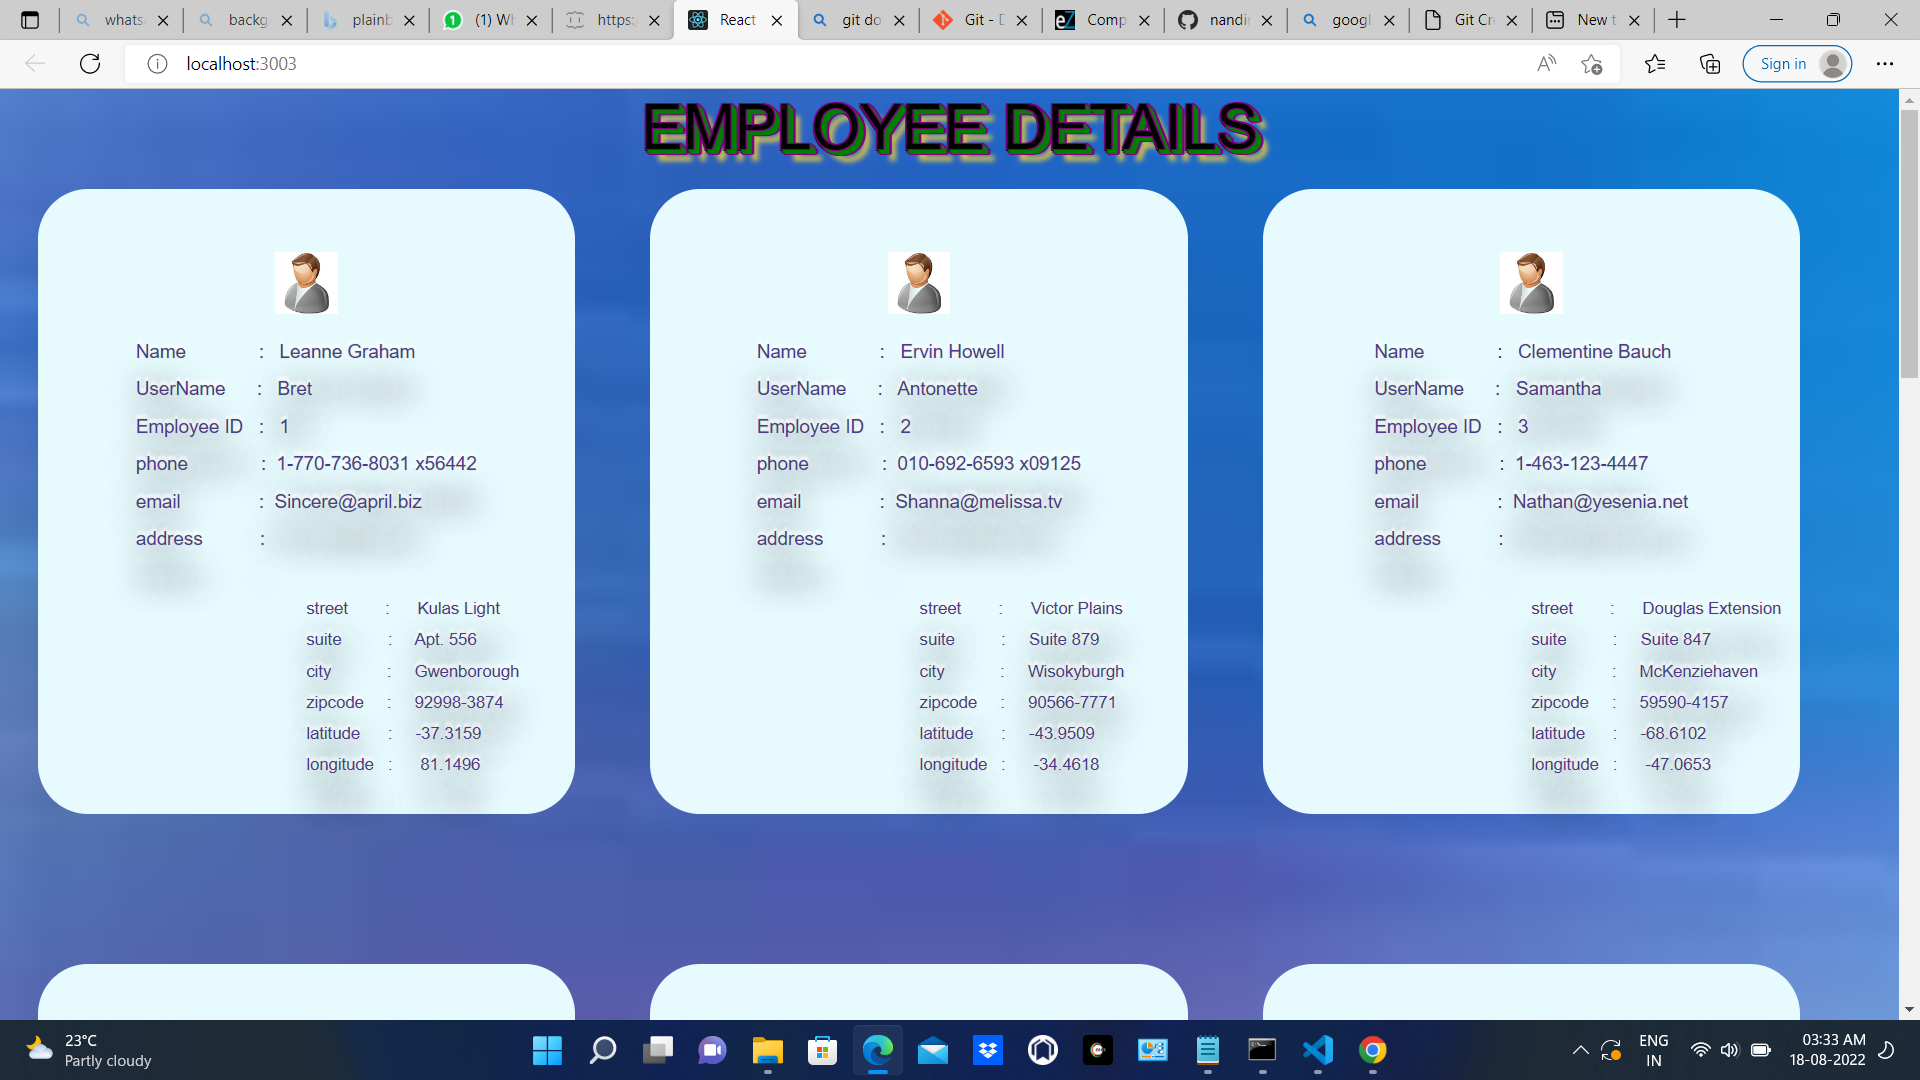 whats
backg
plainb
(1) Wh
https:/
React
git do
Git - D
Comp
nandi
googl
Git Cr
New t
localhost:3003
Sign in
EMPLOYEE DETAILS
Name : Leanne Graham
UserName : Bret
Employee ID : 1
phone : 1-770-736-8031 x56442
email : Sincere@april.biz
address :
street : Kulas Light
suite : Apt. 556
city : Gwenborough
zipcode : 92998-3874
latitude : -37.3159
longitude : 81.1496
Name : Ervin Howell
UserName : Antonette
Employee ID : 2
phone : 010-692-6593 x09125
email : Shanna@melissa.tv
address :
street : Victor Plains
suite : Suite 879
city : Wisokyburgh
zipcode : 90566-7771
latitude : -43.9509
longitude : -34.4618
Name : Clementine Bauch
UserName : Samantha
Employee ID : 3
phone : 1-463-123-4447
email : Nathan@yesenia.net
address :
street : Douglas Extension
suite : Suite 847
city : McKenziehaven
zipcode : 59590-4157
latitude : -68.6102
longitude : -47.0653
23°C
Partly cloudy
ENG
IN
03:33 AM
18-08-2022